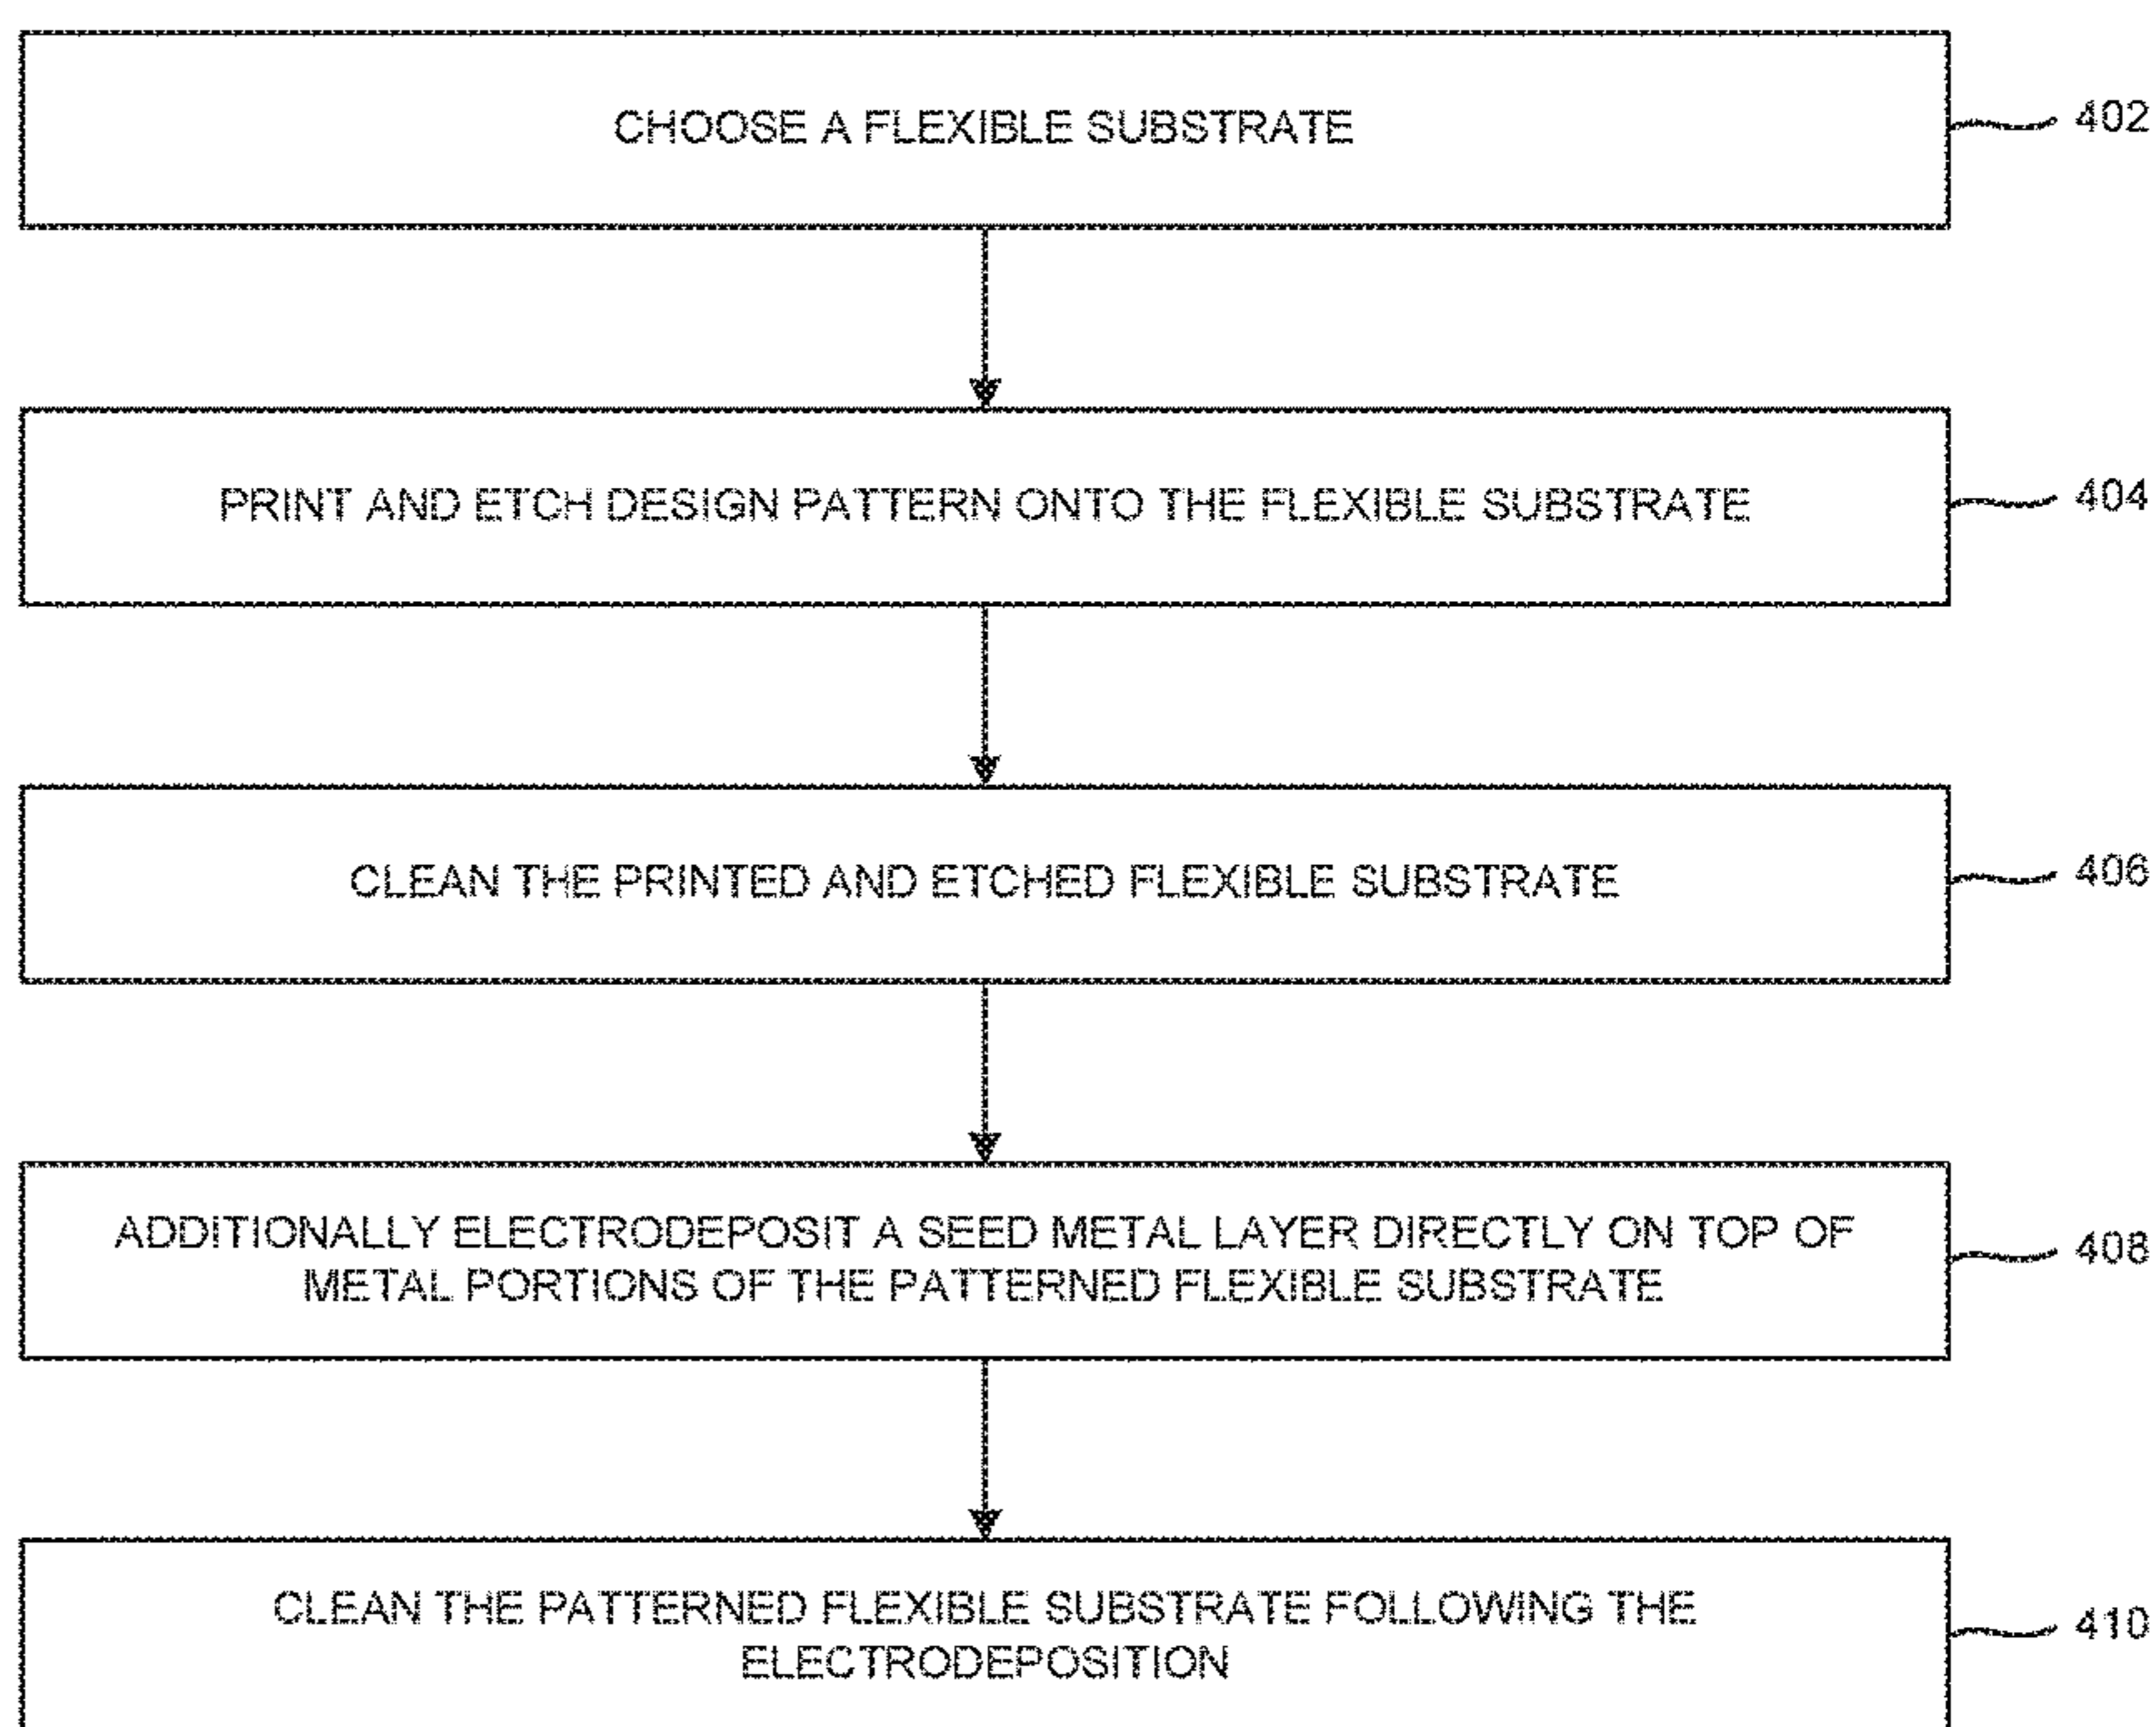 CHOOSE A FLEXIBLE SUBSTRATE
402
PRINT AND ETCH DESIGN PATTERN ONTO THE FLEXIBLE SUBSTRATE
404
CLEAN THE PRINTED AND ETCHED FLEXIBLE SUBSTRATE
406
ADDITIONALLY ELECTRODEPOSIT A SEED METAL LAYER DIRECTLY ON TOP OF
METAL PORTIONS OF THE PATTERNED FLEXIBLE SUBSTRATE
408
CLEAN THE PATTERNED FLEXIBLE SUBSTRATE FOLLOWING THE
ELECTRODEPOSITION
410